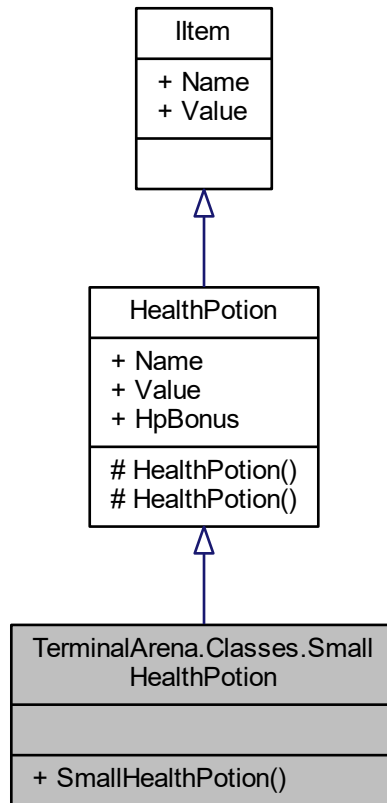 IItem
+ Name
+ Value
HealthPotion
+ Name
+ Value
+ HpBonus
# HealthPotion()
# HealthPotion()
TerminalArena.Classes.Small
HealthPotion
+ SmallHealthPotion()